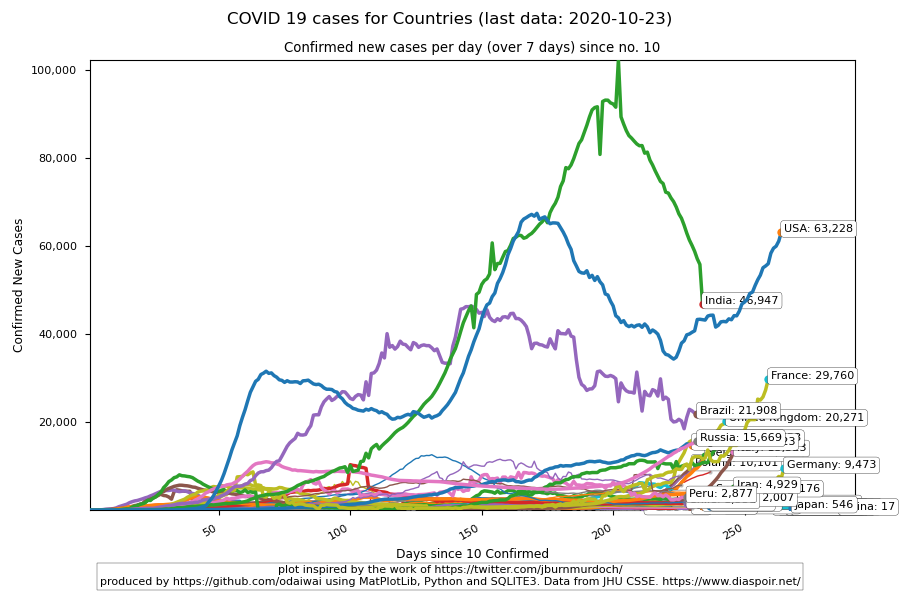 COVID 19 cases for Countries (last data: 2020-10-23)
Confirmed new cases per day (over 7 days) since no. 10
100,000
80,000
60,000
40,000
20,000
Confirmed New Cases
USA: 63,228
India: 46,947
France: 29,760
Brazil: 21,908
Kingdom: 20,271
Russia: 15,669
Germany: 9,473
Iran: 4,929
Peru: 2,877
2,007
Japan: 546
ina: 17
50
100
150
200
250
Days since 10 Confirmed
plot inspired by the work of https://twitter.com/jburnmurdoch/
produced by https://github.com/odaiwai using MatPlotLib, Python and SQLITE3. Data from JHU CSSE. https://www.diaspoir.net/